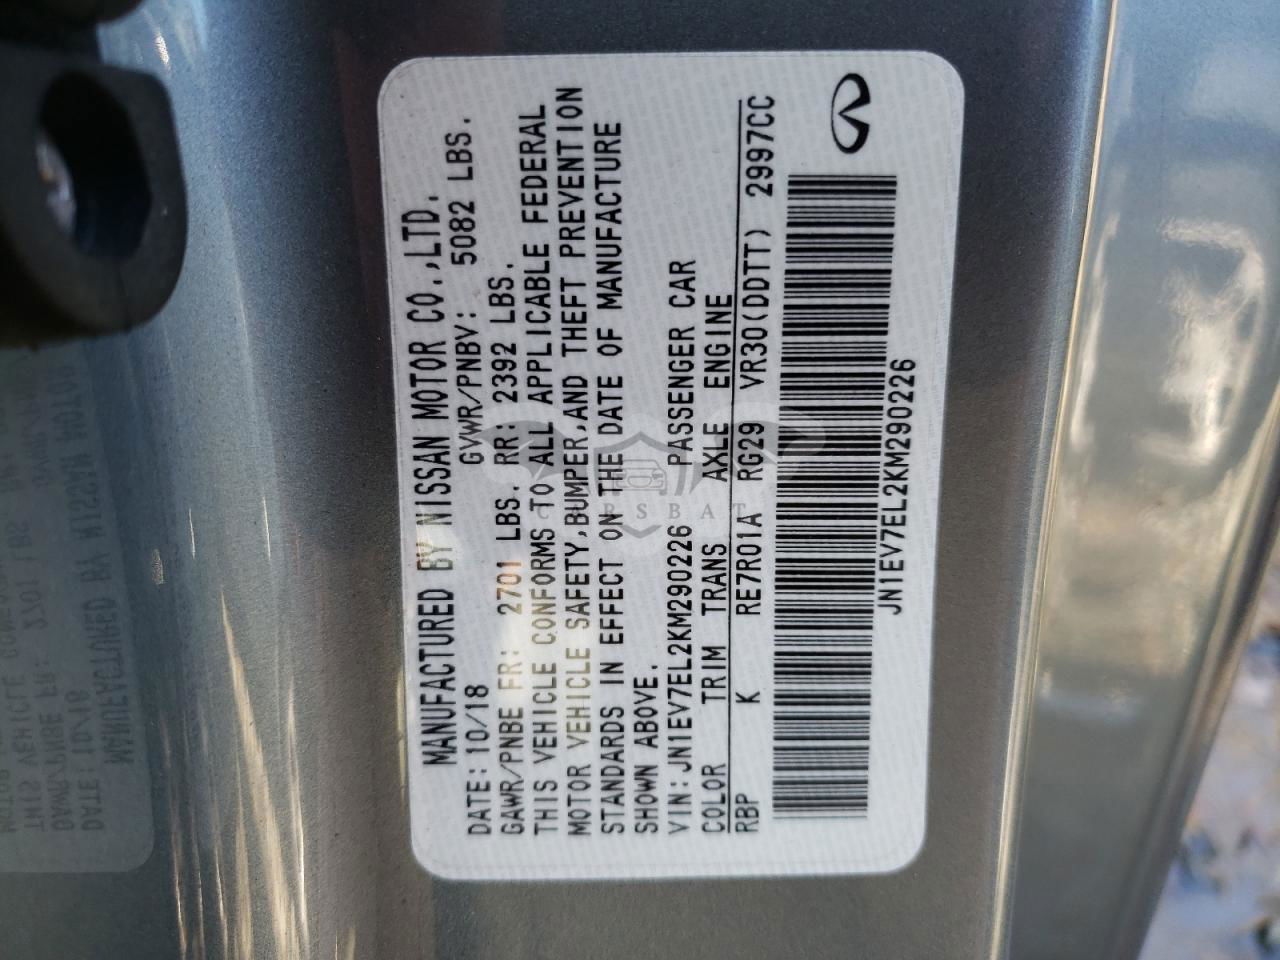 MANUFACTURED BY NISSAN MOTOR CO.,LTD.
DATE:10/18 GVWR/PNBV: 5082 LBS.
GAWR/PNBE FR: 2701 LBS. RR: 2392 LBS.
THIS VEHICLE CONFORMS TO ALL APPLICABLE FEDERAL
MOTOR VEHICLE SAFETY,BUMPER,AND THEFT PREVENTION
STANDARDS IN EFFECT ON THE DATE OF MANUFACTURE
SHOWN ABOVE.
VIN:JN1EV7EL2KM290226 PASSENGER CAR
COLOR TRIM TRANS AXLE ENGINE
RBP K RE7R01A RG29 VR30(DDTT) 2997CC
JN1EV7EL2KM290226
CARSBAT